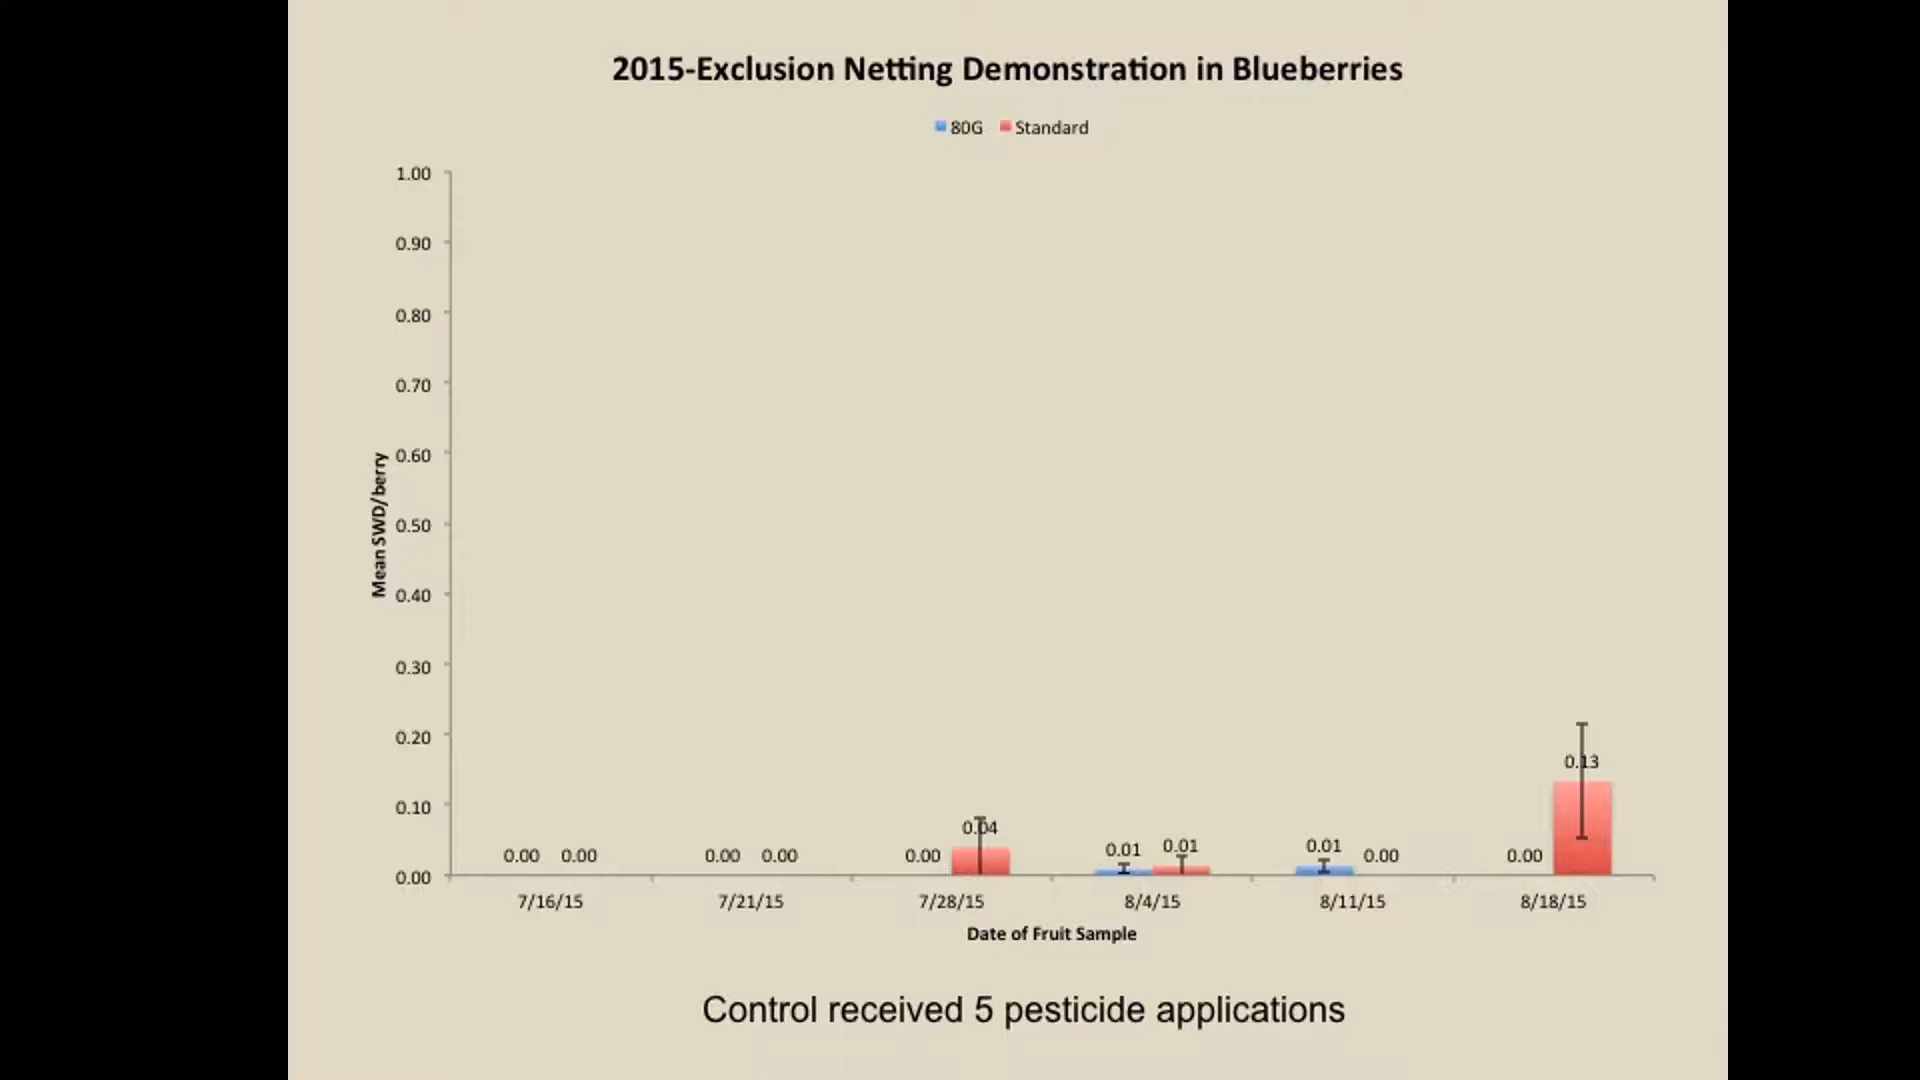 2015-Exclusion Netting Demonstration in Blueberries
80G Standard
1.00
0.90
0.80
0.70
0.60
0.50
0.40
0.30
0.20
0.10
0.00
Mean SWD/berry
0.00 0.00 0.00 0.00 0.00 0.04 0.01 0.01 0.01 0.00 0.00 0.13
7/16/15 7/21/15 7/28/15 8/4/15 8/11/15 8/18/15
Date of Fruit Sample
Control received 5 pesticide applications